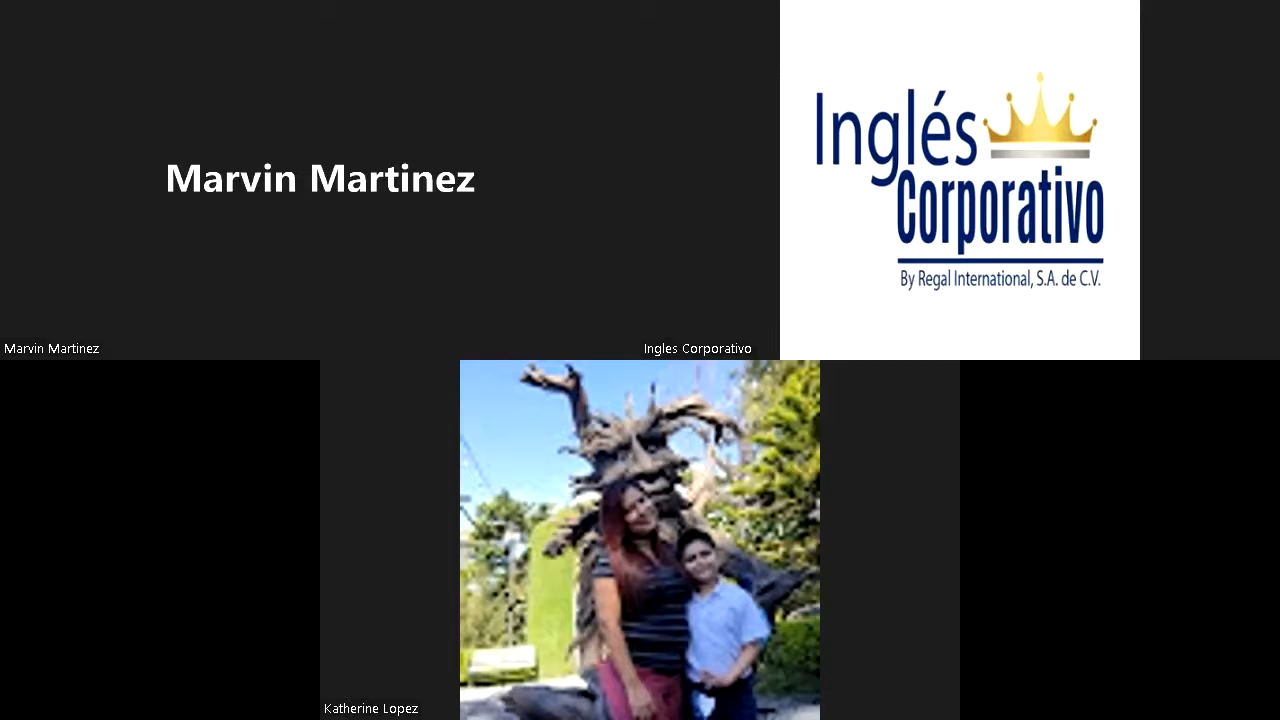 Marvin Martinez
Inglés
Corporativo
By Regal International, S.A. de C.V.
Marvin Martinez
Ingles Corporativo
Katherine Lopez